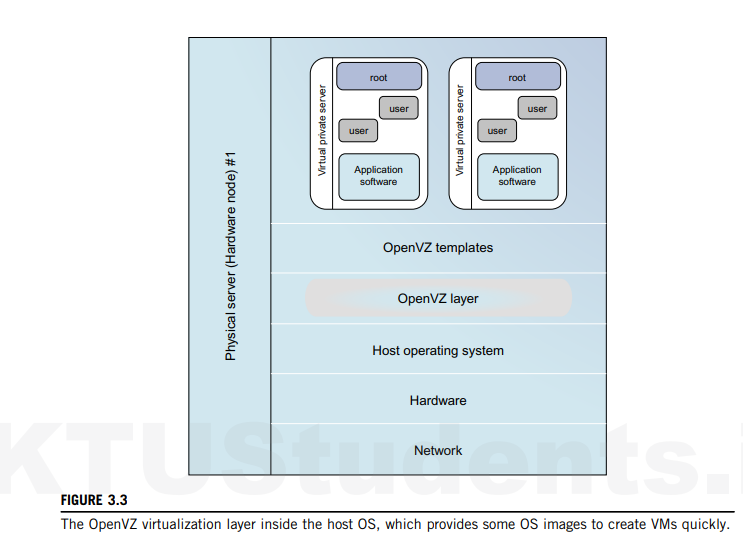 Physical server (Hardware node) #1
Virtual private server
root
user
user
Application
software
Virtual private server
root
user
user
Application
software
OpenVZ templates
OpenVZ layer
Host operating system
Hardware
Network
KTUStudents.i
FIGURE 3.3
The OpenVZ virtualization layer inside the host OS, which provides some OS images to create VMs quickly.